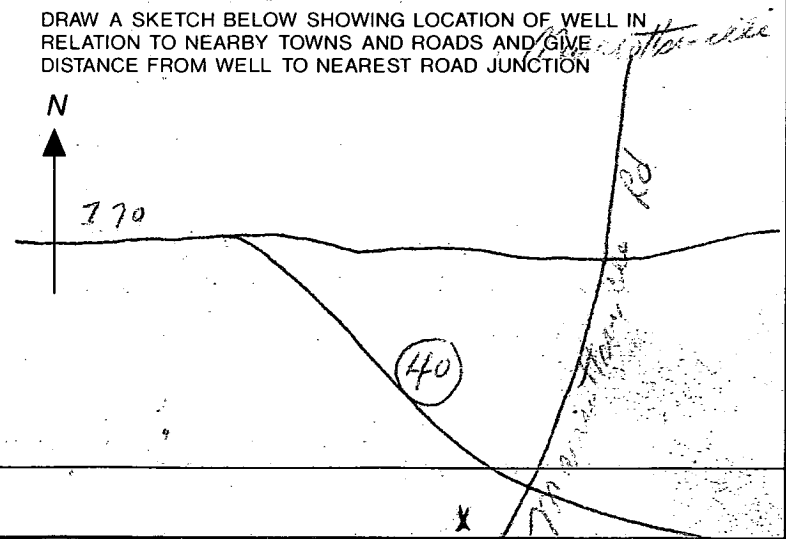 DRAW A SKETCH BELOW SHOWING LOCATION OF WELL IN
RELATION TO NEARBY TOWNS AND ROADS AND GIVE
DISTANCE FROM WELL TO NEAREST ROAD JUNCTION
N
I 70
40
Rd
X